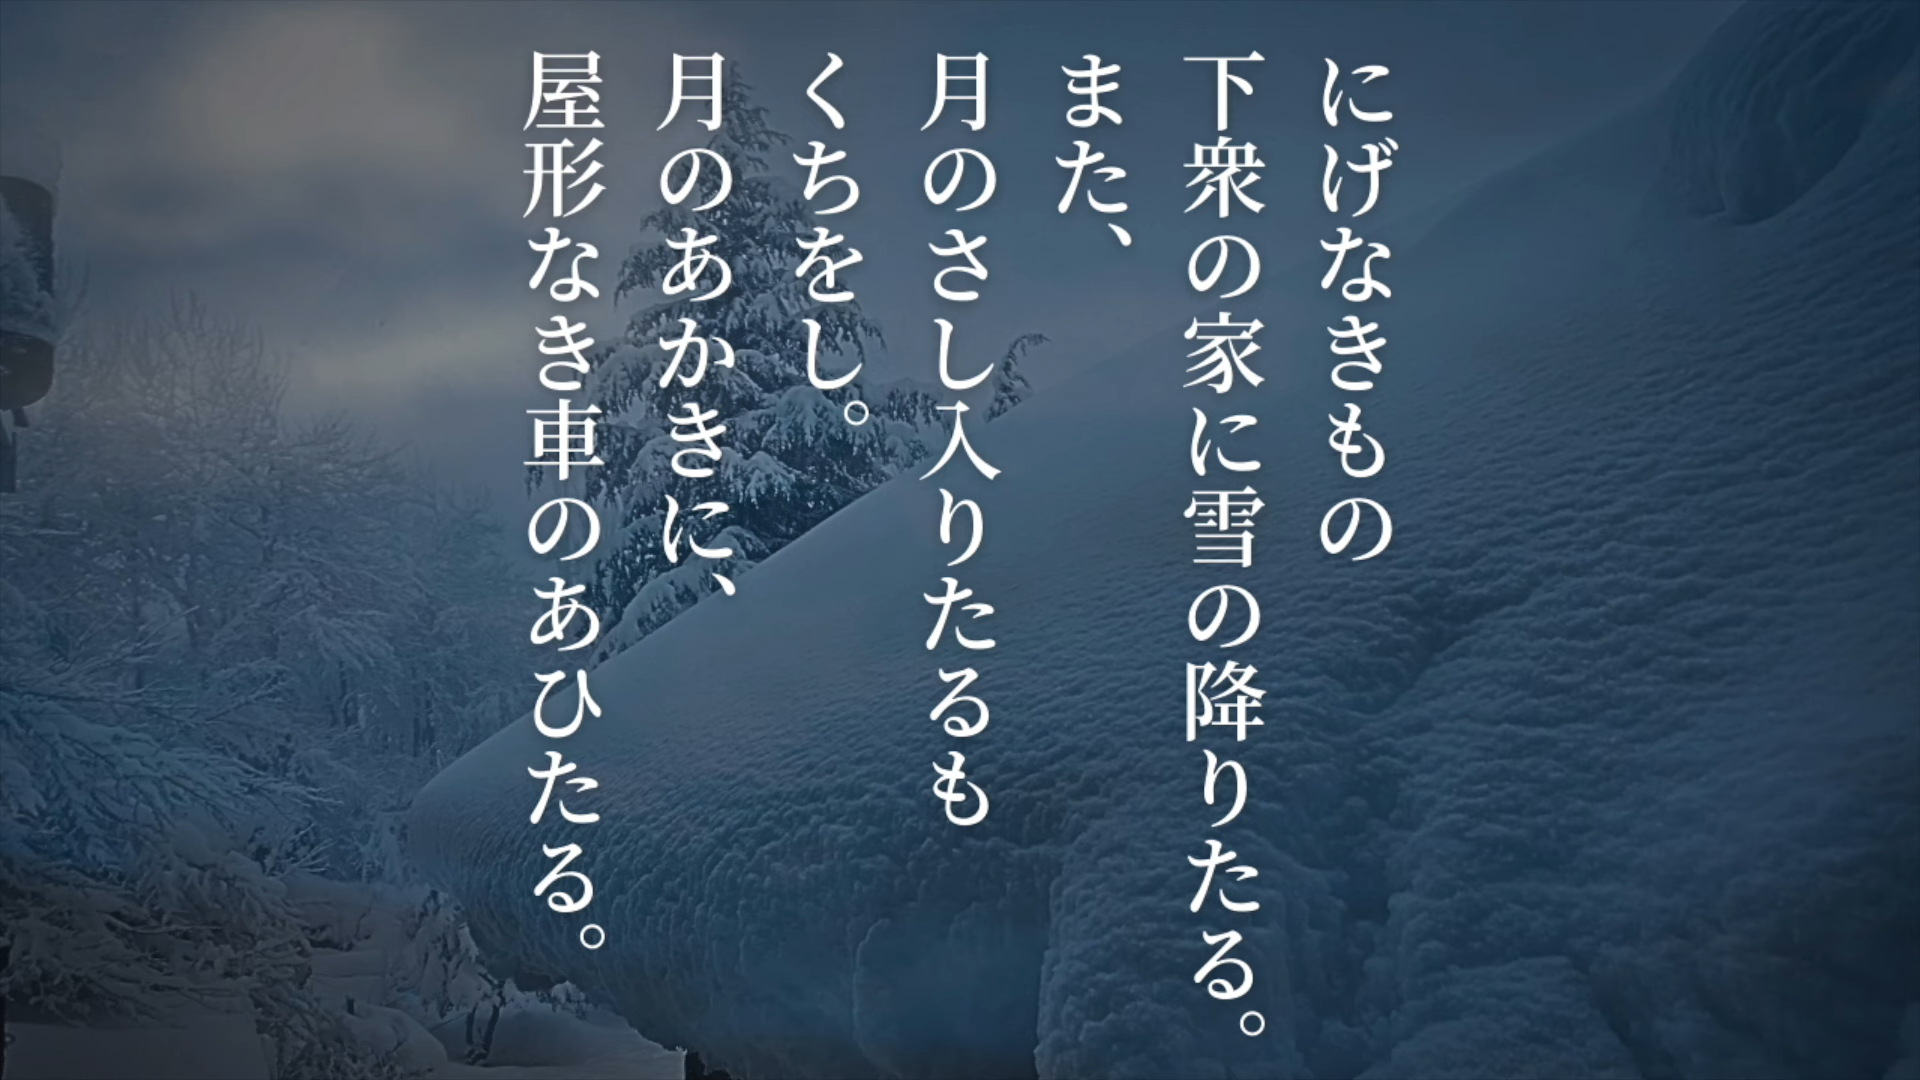 にげなきもの
下衆の家に雪の降りたる。
また、
月のさし入りたるも
くちをし。
月のあかきに、
屋形なき車のあひたる。